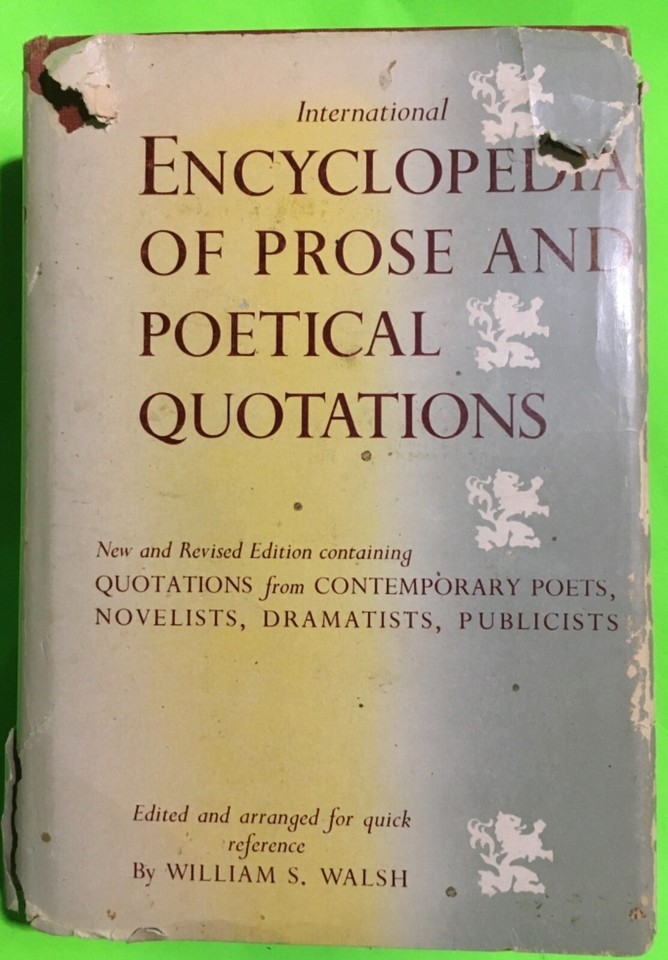 International
ENCYCLOPEDIA
OF PROSE AND
POETICAL
QUOTATIONS
New and Revised Edition containing
QUOTATIONS from CONTEMPORARY POETS,
NOVELISTS, DRAMATISTS, PUBLICISTS
Edited and arranged for quick
reference
By WILLIAM S. WALSH